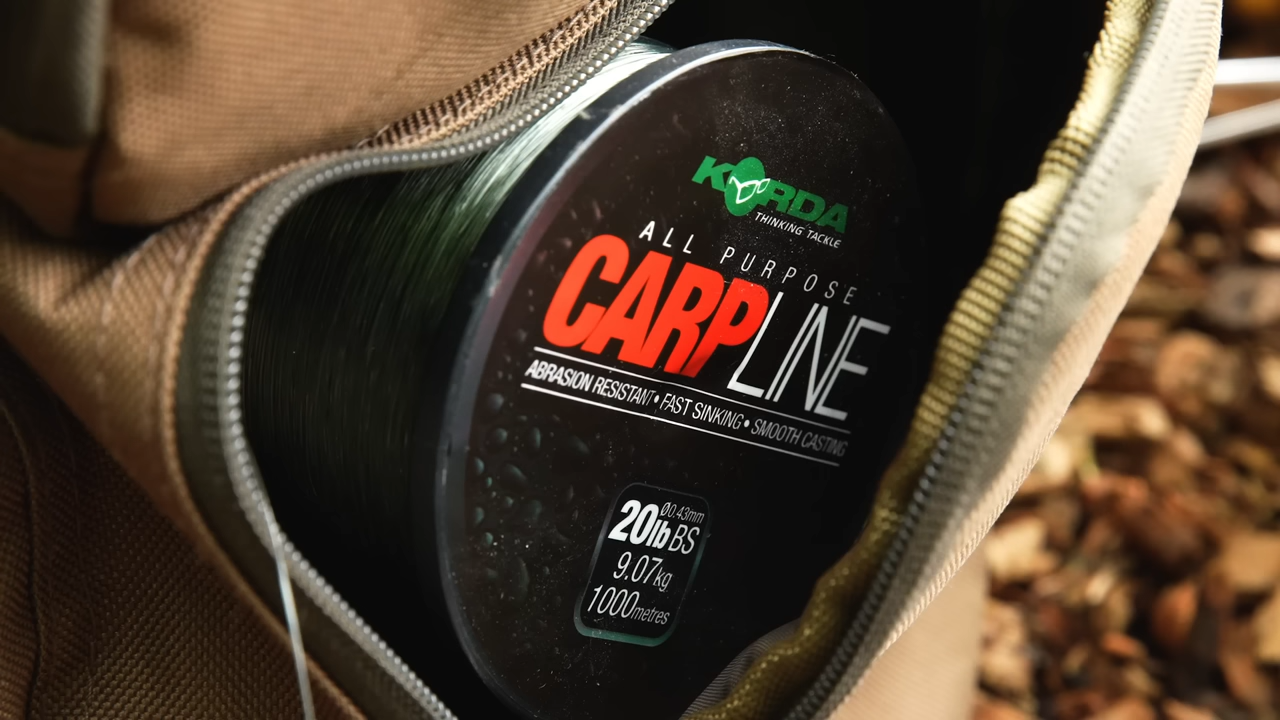 KORDA
THINKING TACKLE
ALL PURPOSE
CARPLINE
ABRASION RESISTANT • FAST SINKING • SMOOTH CASTING
Ø0.43mm
20lb BS
9.07kg
1000metres